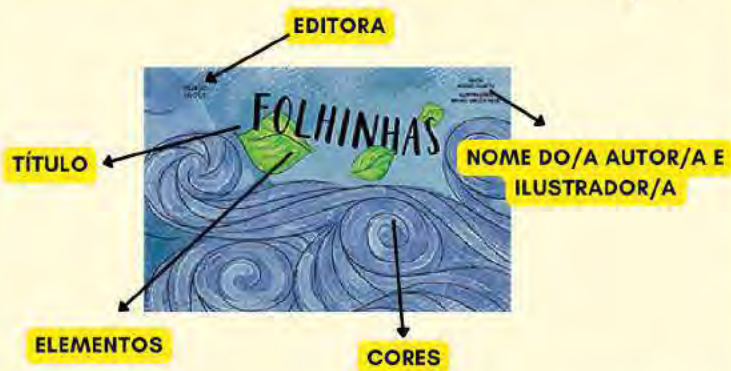 EDITORA
FOLHINHAS
TÍTULO
NOME DO/A AUTOR/A E
ILUSTRADOR/A
ELEMENTOS
CORES